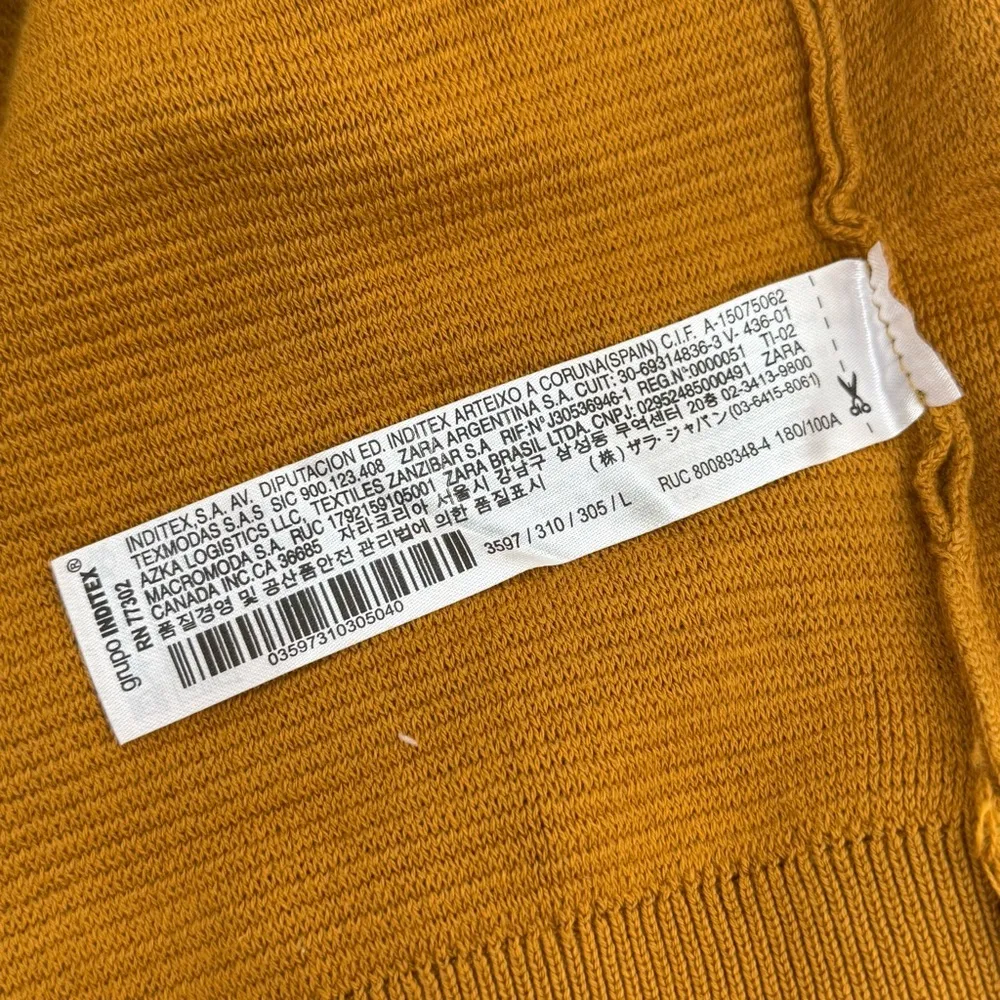 grupo INDITEX®
RN 77302
INDITEX,S.A. AV. DIPUTACION ED. INDITEX ARTEIXO A CORUNA(SPAIN) C.I.F. A-15075062
TEXMODAS S.A.S SIC 900.123.408 ZARA ARGENTINA S.A. CUIT: 30-69314836-3 V- 436-01
AZKA LOGISTICS LLC, TEXTILES ZANZIBAR S.A. RIF:Nº J30536946-1 REG.N°:0000051 TI-02
MACROMODA S.A. RUC 1792159105001 ZARA BRASIL LTDA. CNPJ: 02952485000491 ZARA
CANADA INC.CA 36685 자라코리아 서울시 강남구 삼성동 무역센터 20층 02-3413-9800
품질경영 및 공산품안전 관리법에 의한 품질표시 (株) ザラ・ジャパン(03-6415-8061)
03597310305040
3597 / 310 / 305 / L
RUC 80089348-4 180/100A